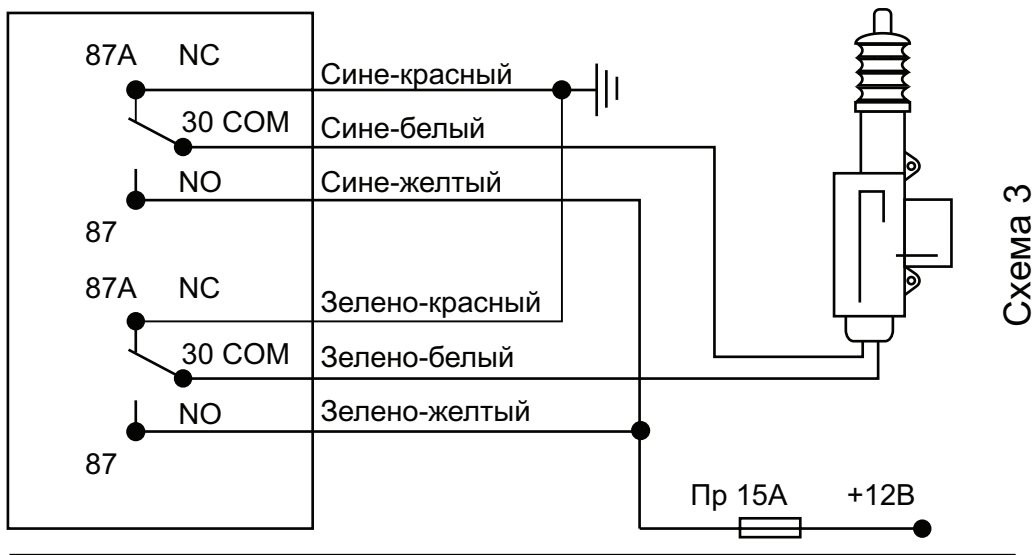 87A NC
Сине-красный
30 COM
Сине-белый
NO
Сине-желтый
87
87A NC
Зелено-красный
30 COM
Зелено-белый
NO
Зелено-желтый
87
Пр 15А +12В
Схема 3